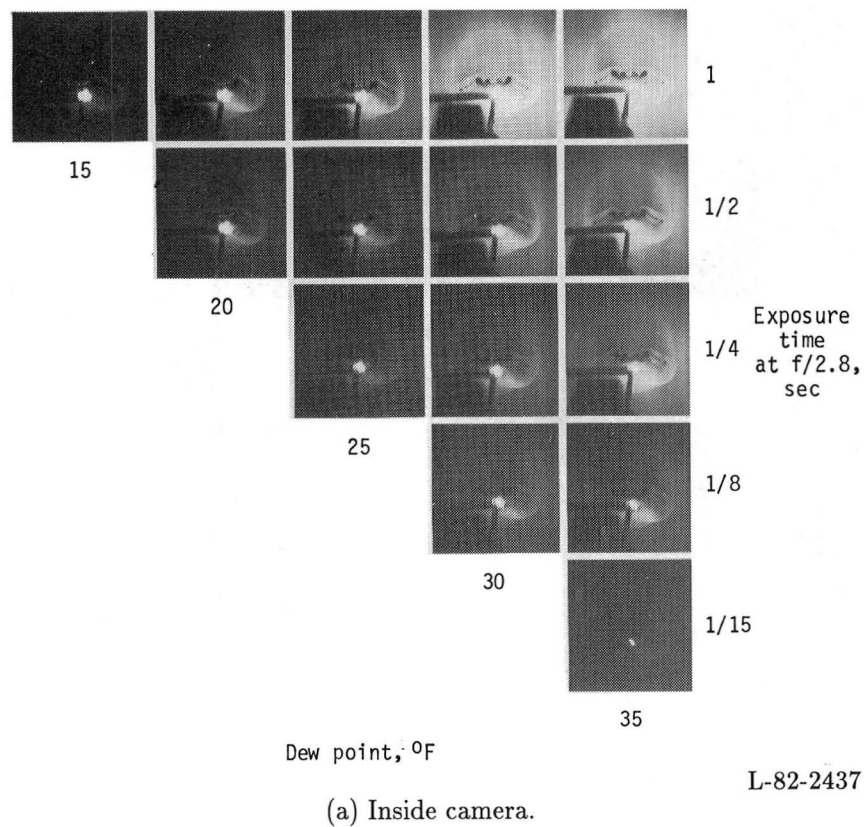 1
15
1/2
20
Exposure
time
at f/2.8,
sec
1/4
25
1/8
30
1/15
35
Dew point, °F
L-82-2437
(a) Inside camera.